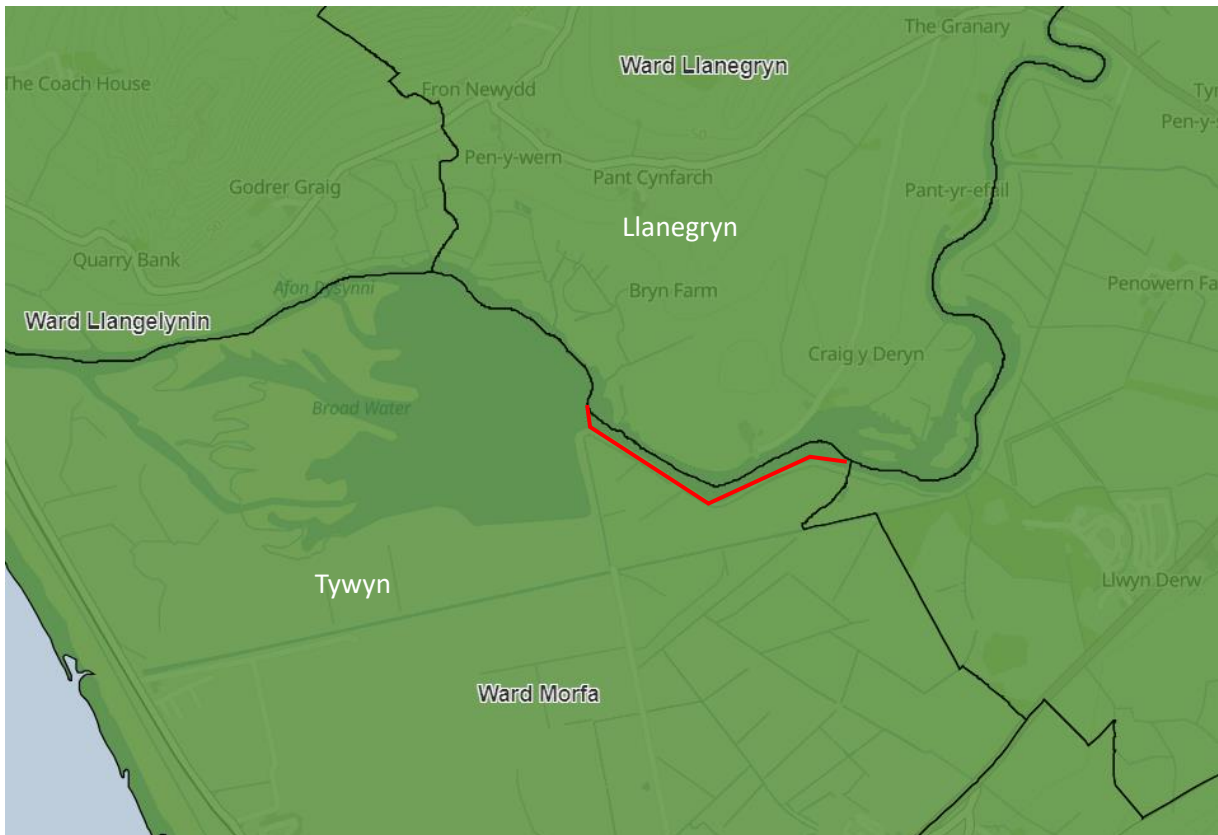 The Granary
Ward Llanegryn
The Coach House
Fron Newydd
Pen-y-s
Pen-y-wern
Pant Cynfarch
Godrer Graig
Pant-yr-efail
Llanegryn
Quarry Bank
Afon Dysynni
Bryn Farm
Penowern Fa
Ward Llangelynin
Craig y Deryn
Broad Water
Tywyn
Llwyn Derw
Ward Morfa